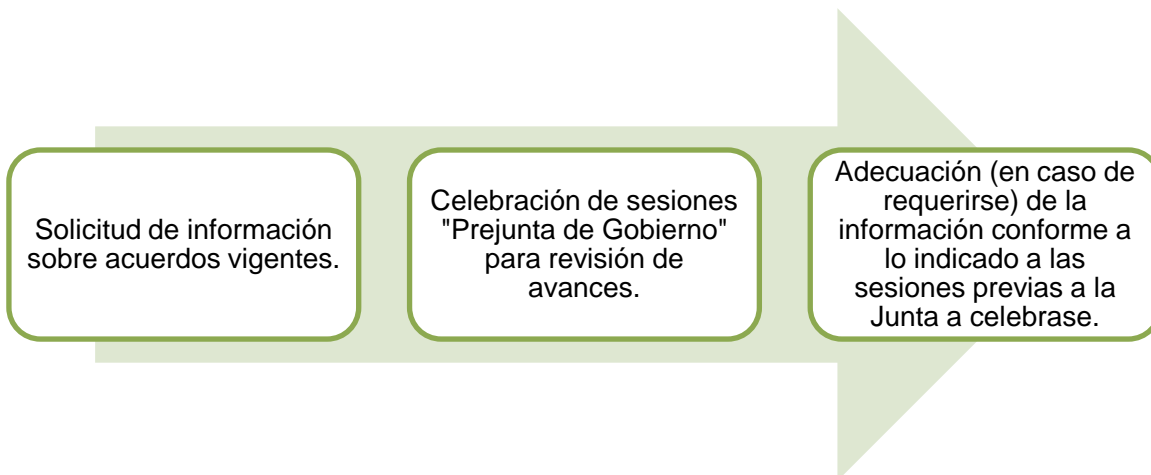 Solicitud de información
sobre acuerdos vigentes.
Celebración de sesiones
"Prejunta de Gobierno"
para revisión de
avances.
Adecuación (en caso de
requerirse) de la
información conforme a
lo indicado a las
sesiones previas a la
Junta a celebrase.